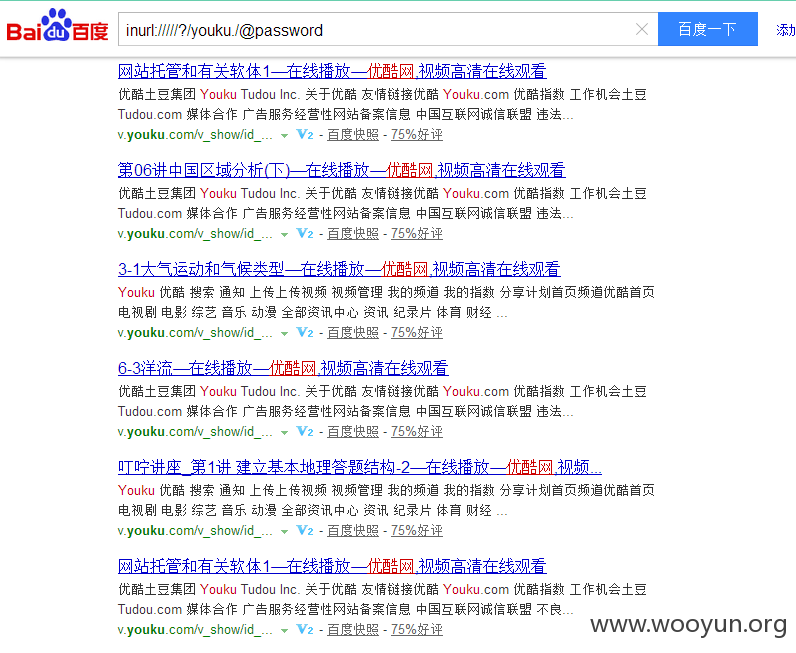 Bai du 百度
inurl://///?/youku./@password
百度一下
添加
网站托管和有关软体1—在线播放—优酷网,视频高清在线观看
优酷土豆集团 Youku Tudou Inc. 关于优酷 友情链接优酷 Youku.com 优酷指数 工作机会土豆
Tudou.com 媒体合作 广告服务经营性网站备案信息 中国互联网诚信联盟 违法...
v.youku.com/v_show/id_... V2 - 百度快照 - 75%好评
第06讲中国区域分析(下)—在线播放—优酷网,视频高清在线观看
优酷土豆集团 Youku Tudou Inc. 关于优酷 友情链接优酷 Youku.com 优酷指数 工作机会土豆
Tudou.com 媒体合作 广告服务经营性网站备案信息 中国互联网诚信联盟 违法...
v.youku.com/v_show/id_... V2 - 百度快照 - 75%好评
3-1大气运动和气候类型—在线播放—优酷网,视频高清在线观看
Youku 优酷 搜索 通知 上传上传视频 视频管理 我的频道 我的指数 分享计划首页频道优酷首页
电视剧 电影 综艺 音乐 动漫 全部资讯中心 资讯 纪录片 体育 财经 ...
v.youku.com/v_show/id_... V2 - 百度快照 - 75%好评
6-3洋流—在线播放—优酷网,视频高清在线观看
优酷土豆集团 Youku Tudou Inc. 关于优酷 友情链接优酷 Youku.com 优酷指数 工作机会土豆
Tudou.com 媒体合作 广告服务经营性网站备案信息 中国互联网诚信联盟 违法...
v.youku.com/v_show/id_... V2 - 百度快照 - 75%好评
叮咛讲座_第1讲 建立基本地理答题结构-2—在线播放—优酷网,视频...
Youku 优酷 搜索 通知 上传上传视频 视频管理 我的频道 我的指数 分享计划首页频道优酷首页
电视剧 电影 综艺 音乐 动漫 全部资讯中心 资讯 纪录片 体育 财经 ...
v.youku.com/v_show/id_... V2 - 百度快照 - 75%好评
网站托管和有关软体1—在线播放—优酷网,视频高清在线观看
优酷土豆集团 Youku Tudou Inc. 关于优酷 友情链接优酷 Youku.com 优酷指数 工作机会土豆
Tudou.com 媒体合作 广告服务经营性网站备案信息 中国互联网诚信联盟 不良...
v.youku.com/v_show/id_... V2 - 百度快照 - 75%好评
www.wooyun.org